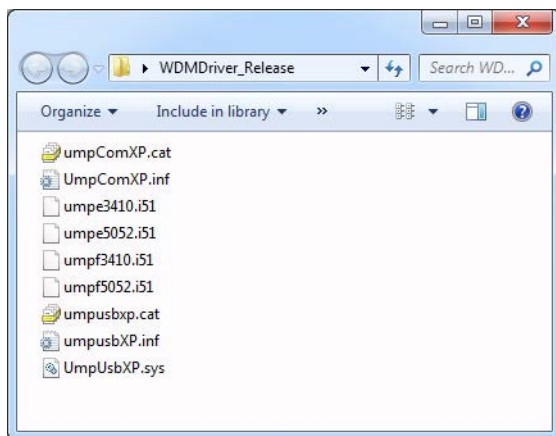 WDMDriver_Release
Search WD...
Organize
Include in library
»
umpComXP.cat
UmpComXP.inf
umpe3410.i51
umpe5052.i51
umpf3410.i51
umpf5052.i51
umpusbxp.cat
umpusbXP.inf
UmpUsbXP.sys